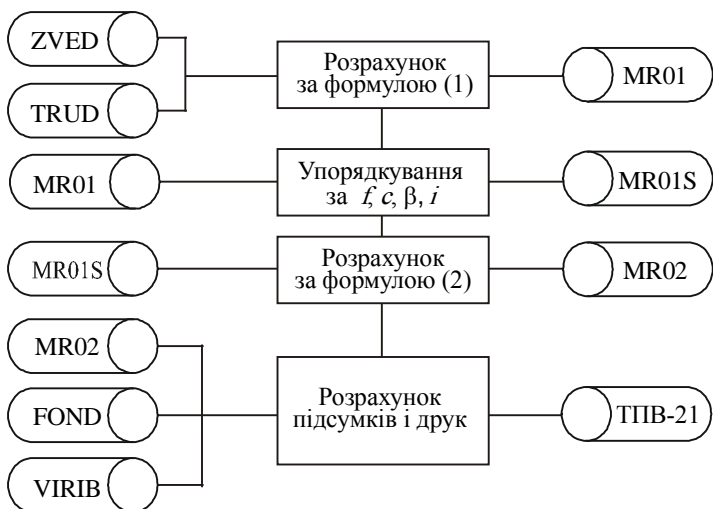 ZVED
TRUD
Розрахунок
за формулою (1)
MR01
MR01
Упорядкування
за f, c, β, i
MR01S
MR01S
Розрахунок
за формулою (2)
MR02
MR02
FOND
VIRIB
Розрахунок
підсумків і друк
ТПВ-21